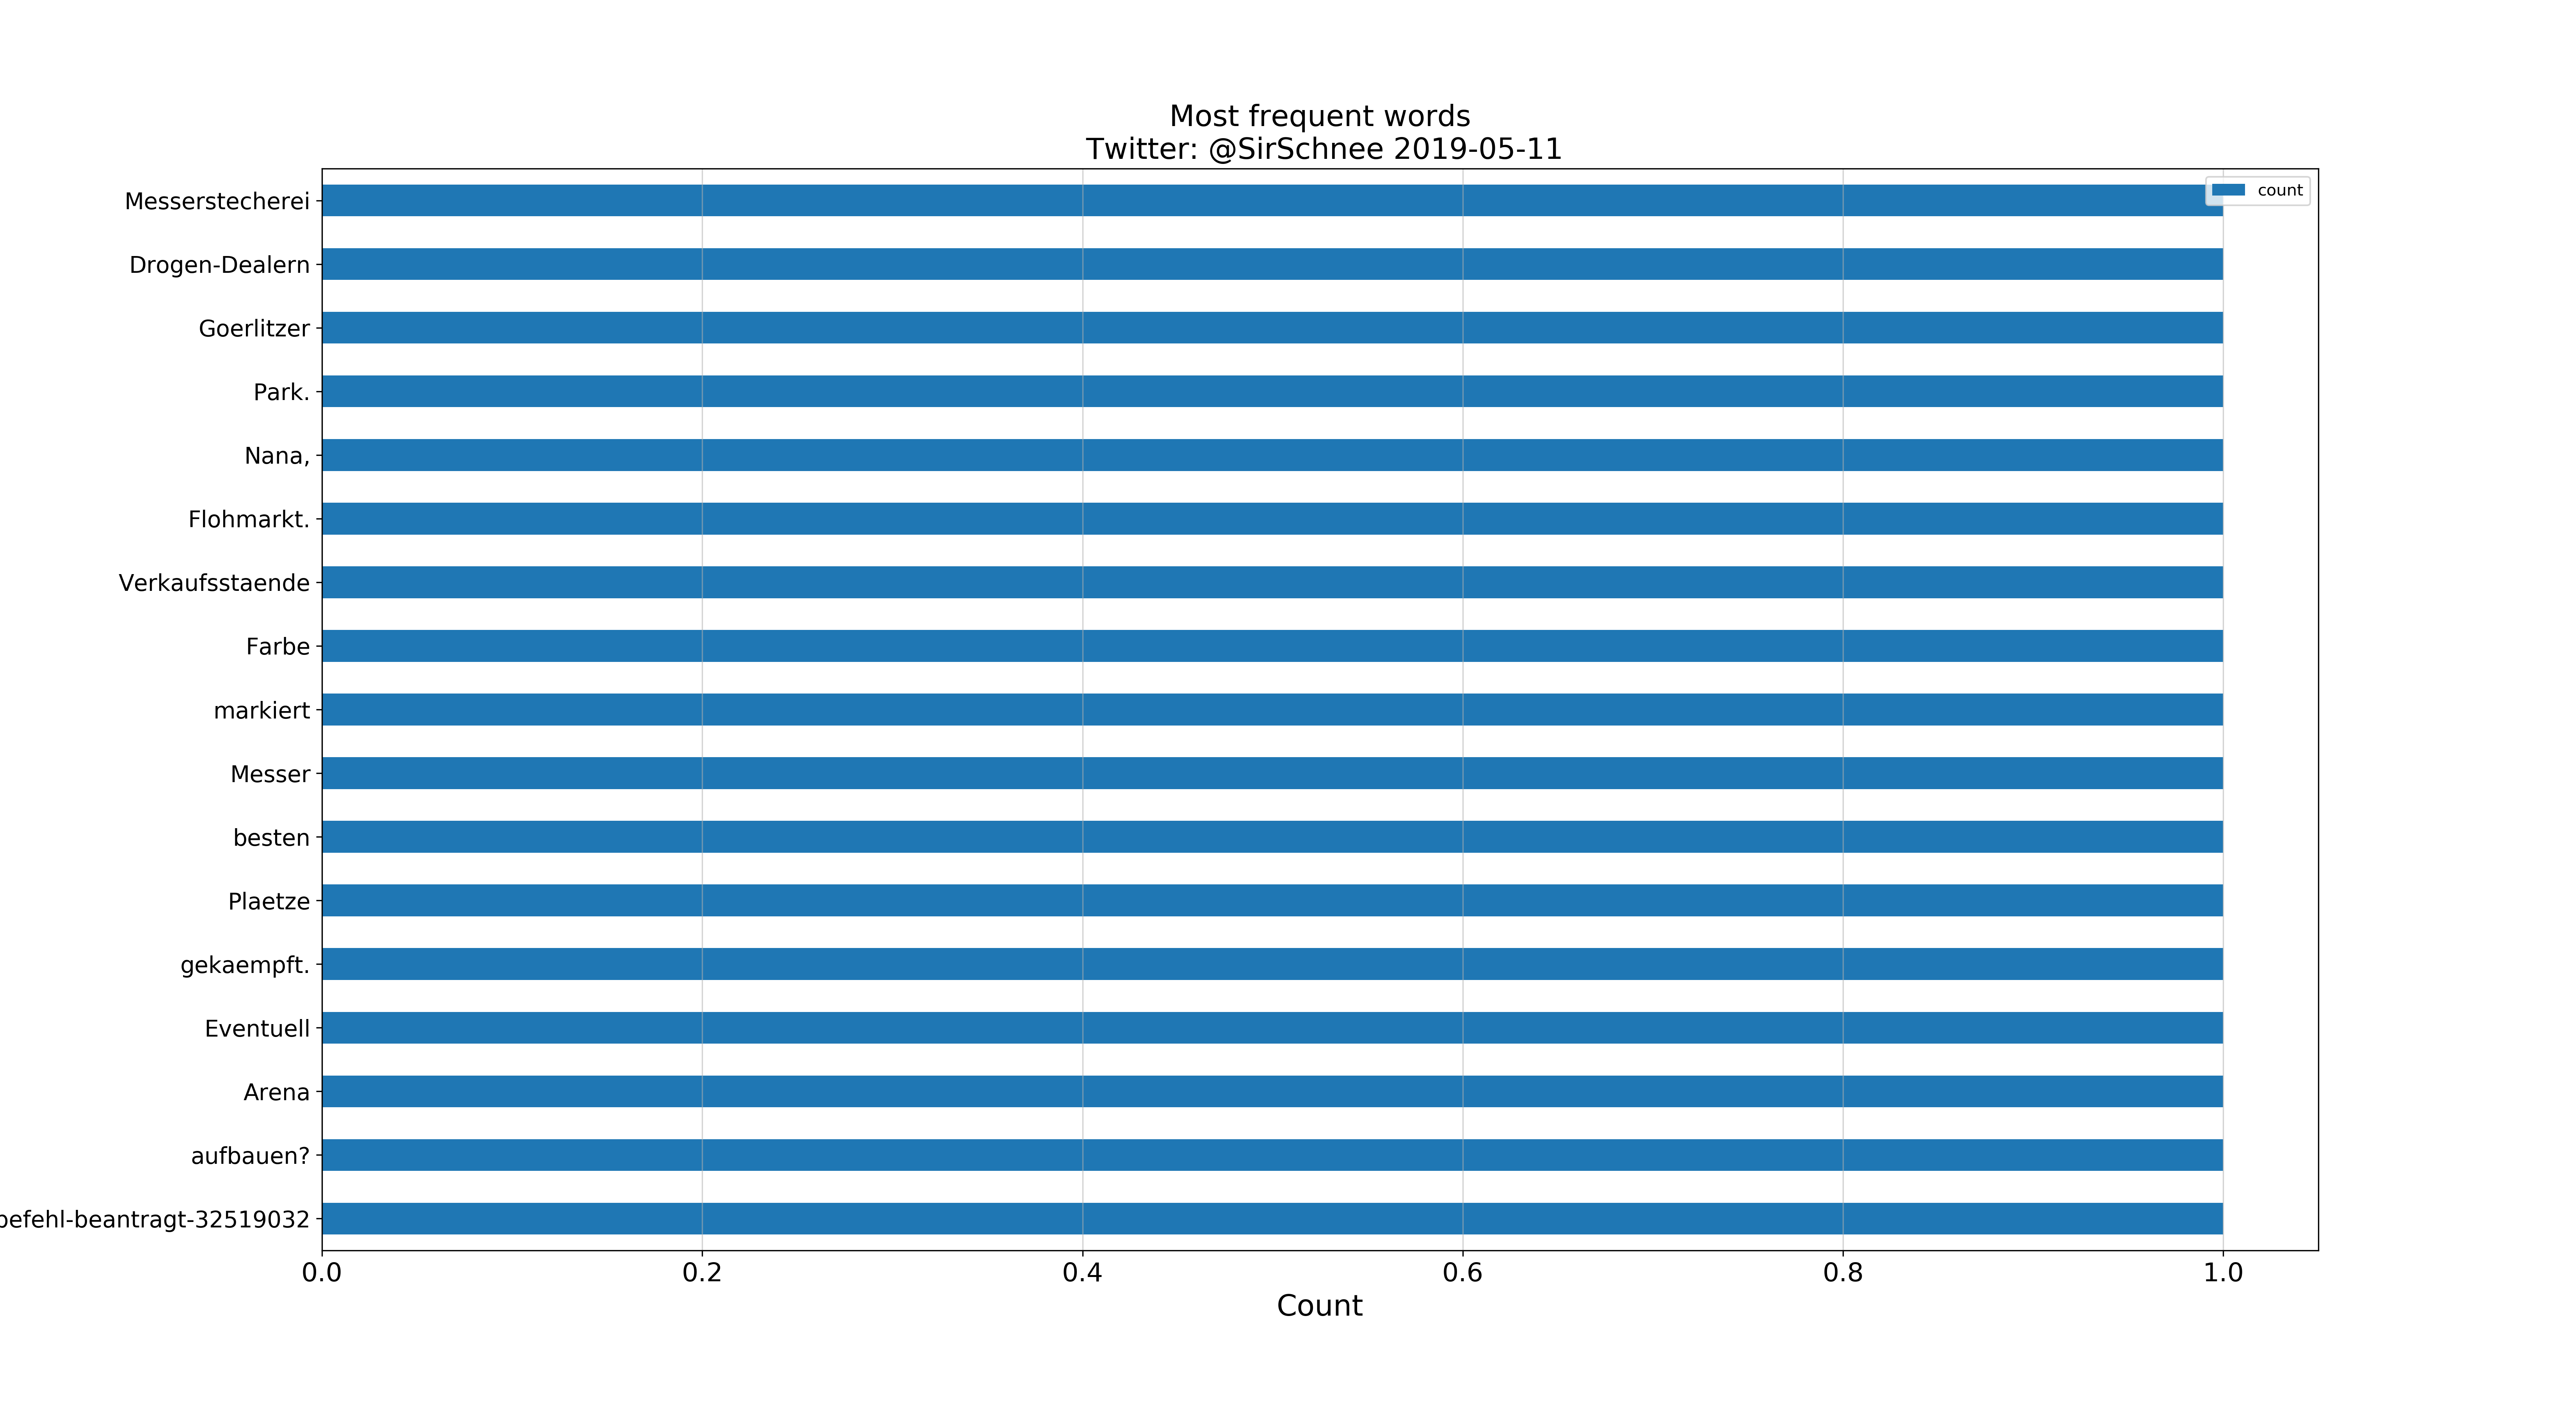 Most frequent words
Twitter: @SirSchnee 2019-05-11
count
Messerstecherei
Drogen-Dealern
Goerlitzer
Park.
Nana,
Flohmarkt.
Verkaufsstaende
Farbe
markiert
Messer
besten
Plaetze
gekaempft.
Eventuell
Arena
aufbauen?
befehl-beantragt-32519032
0.0 0.2 0.4 0.6 0.8 1.0
Count